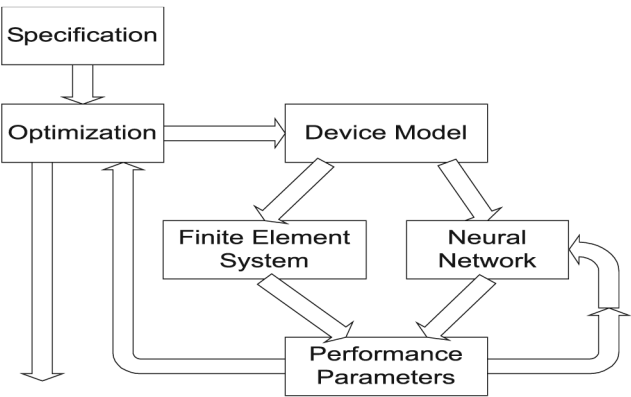 Specification
Optimization
Device Model
Finite Element
System
Neural
Network
Performance
Parameters